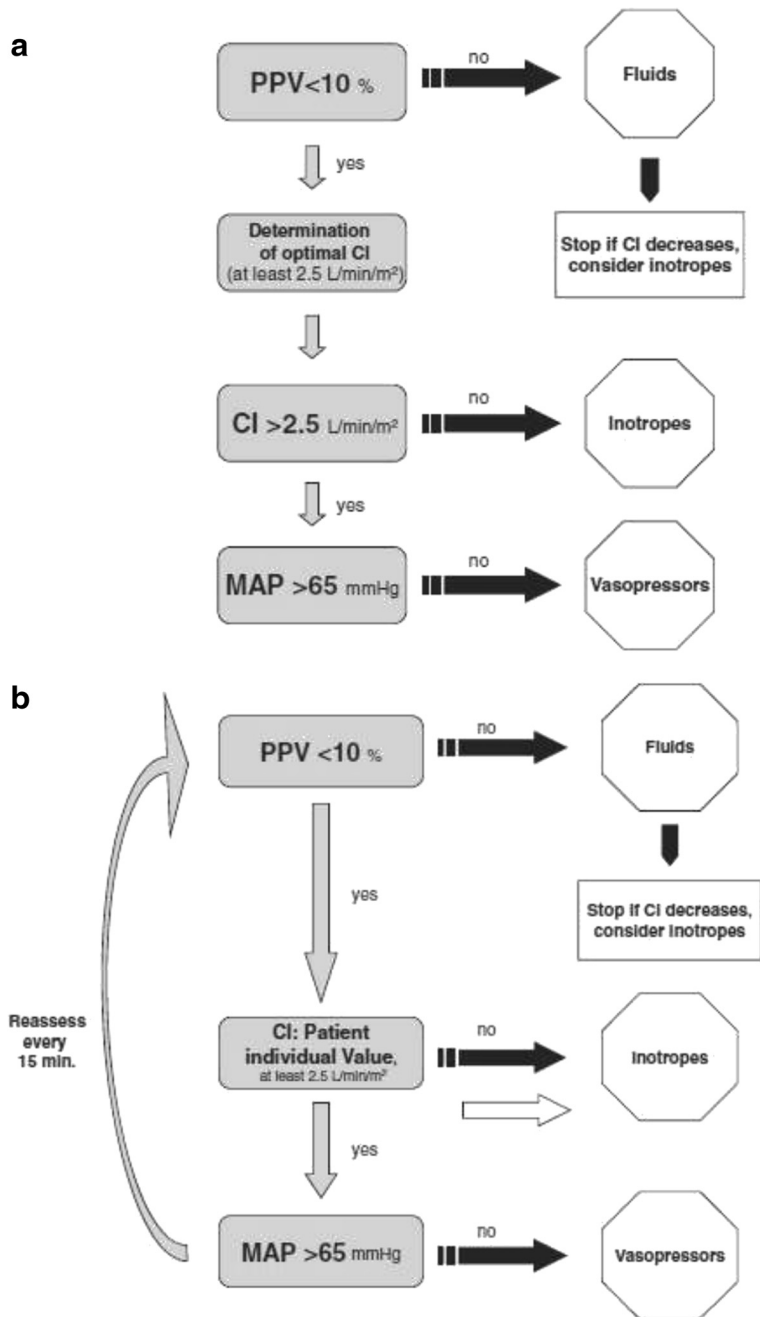 a
PPV<10 %
no
Fluids
yes
Determination
of optimal CI
(at least 2.5 L/min/m²)
Stop if CI decreases,
consider inotropes
CI >2.5 L/min/m²
no
Inotropes
yes
MAP >65 mmHg
no
Vasopressors
b
PPV <10 %
no
Fluids
yes
Stop if CI decreases,
consider inotropes
Reassess
every
15 min.
CI: Patient
individual Value,
at least 2.5 L/min/m²
no
Inotropes
yes
MAP >65 mmHg
no
Vasopressors